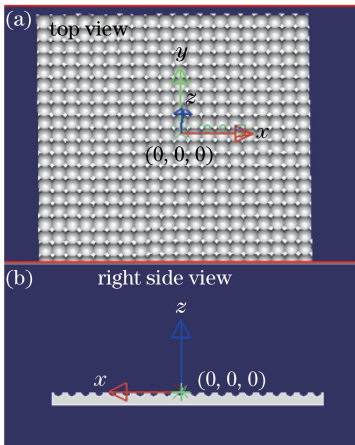 (a)
top view
y
z
x
(0, 0, 0)
(b)
right side view
z
x
(0, 0, 0)